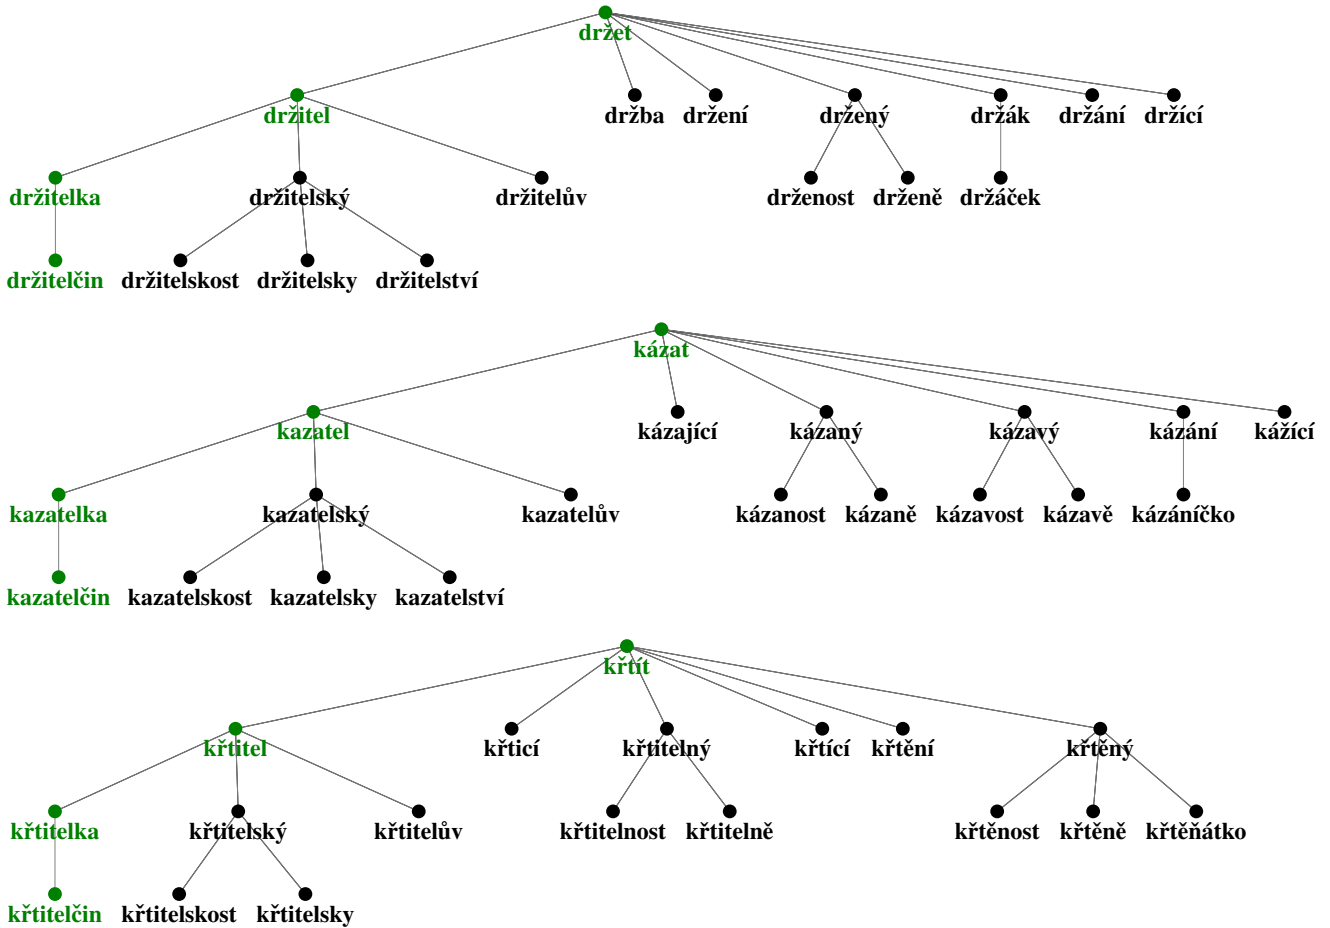 držet
držitel držba držení držený držák držání držící
držitelka držitelský držitelův drženost drženě držáček
držitelčin držitelskost držitelsky držitelství
kázat
kazatel kázající kázaný kázavý kázání kážící
kazatelka kazatelský kazatelův kázanost kázaně kázavost kázavě kázáníčko
kazatelčin kazatelskost kazatelsky kazatelství
křtít
křtitel křticí křtitelný křtící křtění křtěný
křtitelka křtitelský křtitelův křtitelnost křtitelně křtěnost křtěně křtěňátko
křtitelčin křtitelskost křtitelsky